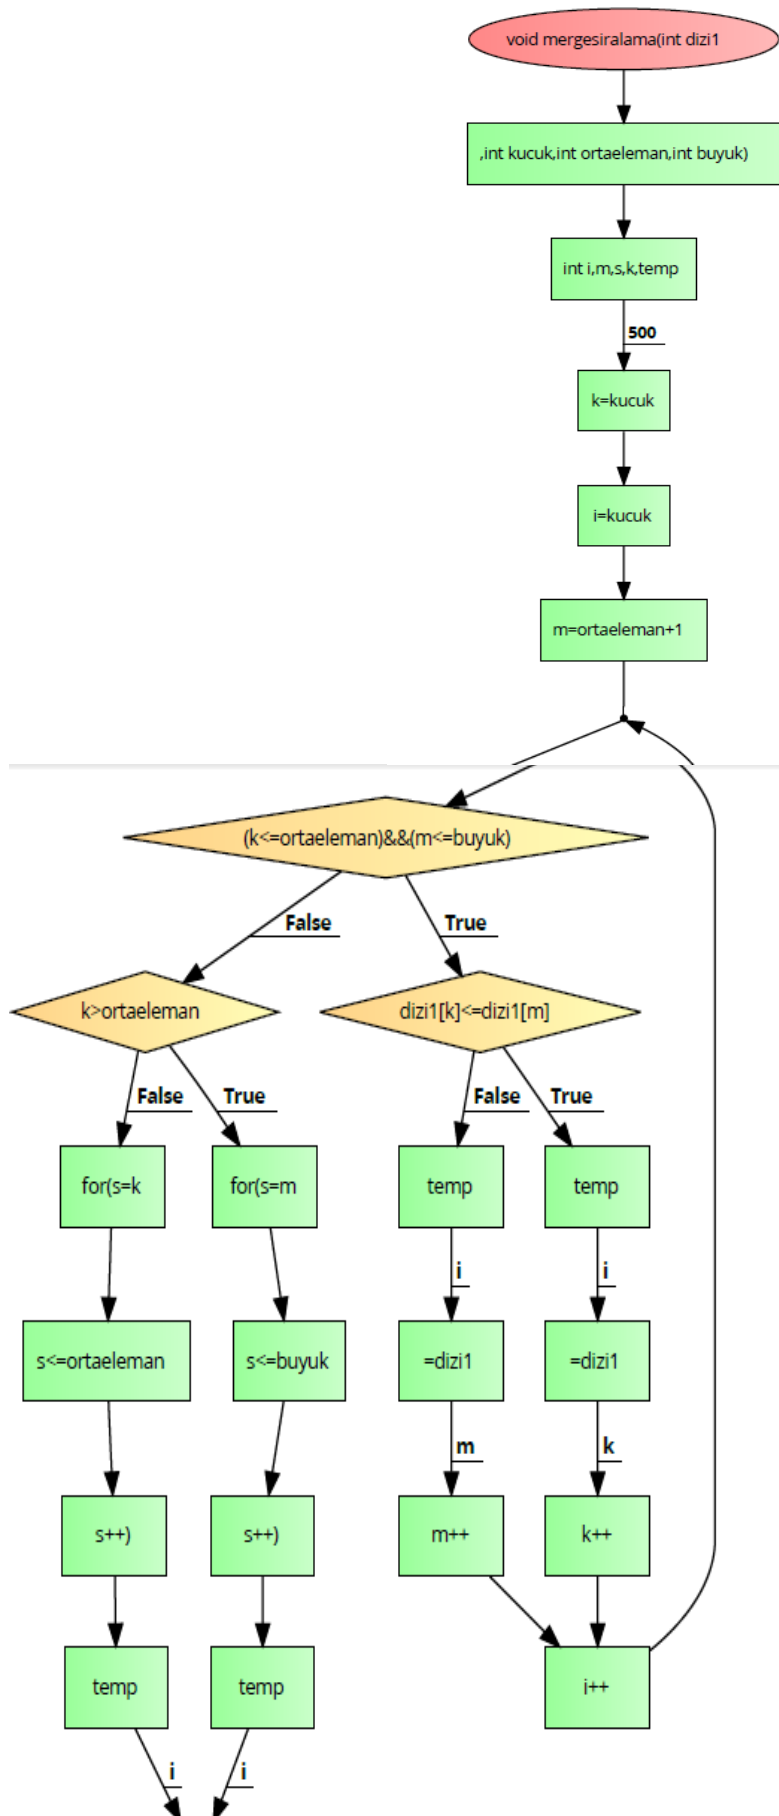 void mergesiralama(int dizi1
,int kucuk,int ortaeleman,int buyuk)
int i,m,s,k,temp
500
k=kucuk
i=kucuk
m=ortaeleman+1
(k<=ortaeleman)&&(m<=buyuk)
False
True
k>ortaeleman
dizi1[k]<=dizi1[m]
False
True
False
True
for(s=k
for(s=m
temp
temp
i
i
s<=ortaeleman
s<=buyuk
=dizi1
=dizi1
m
k
s++)
s++)
m++
k++
temp
temp
i++
i
i